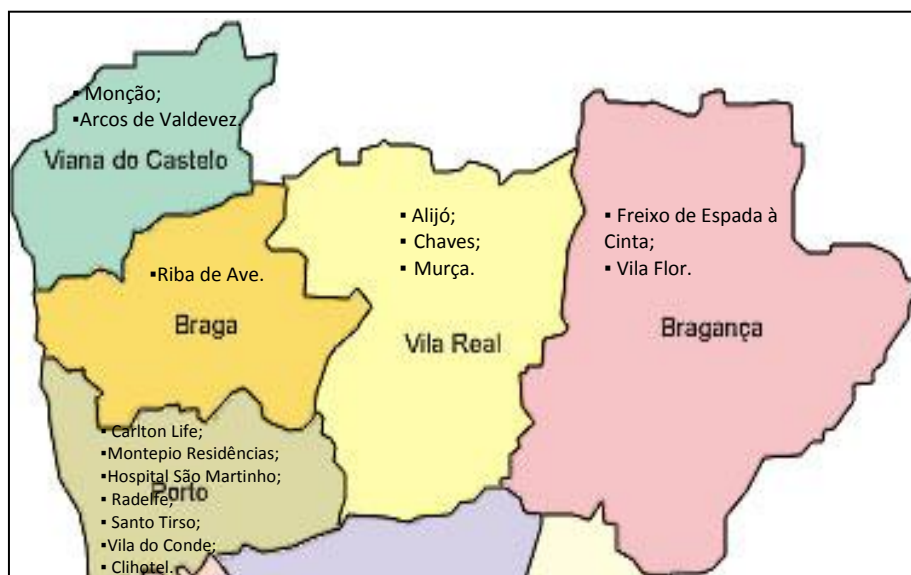 ▪ Monção;
▪Arcos de Valdevez
Viana do Castelo
▪Riba de Ave.
Braga
▪ Alijó;
▪ Chaves;
▪ Murça.
Vila Real
▪ Freixo de Espada à
Cinta;
▪ Vila Flor.
Bragança
▪ Carlton Life;
▪Montepio Residências;
▪Hospital São Martinho;
Porto
▪ Radelfe;
▪ Santo Tirso;
▪Vila do Conde;
▪ Clihotel.